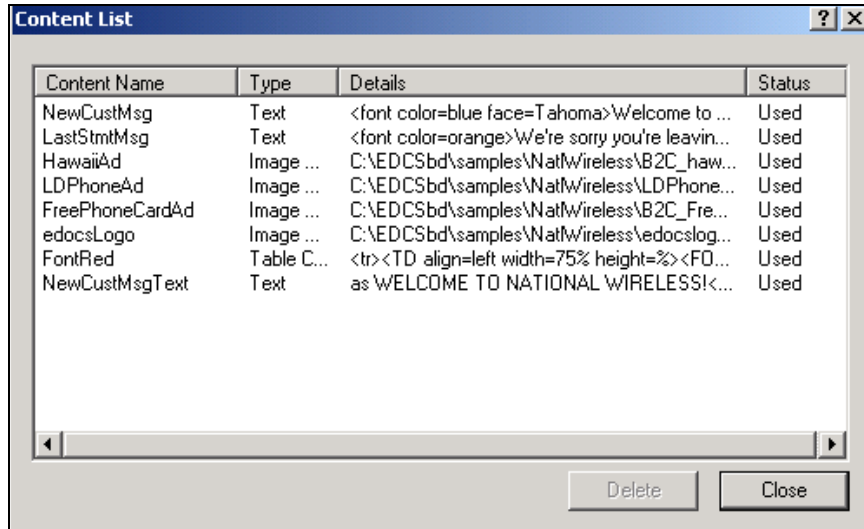 Content List
Content Name Type Details Status
NewCustMsg Text <font color=blue face=Tahoma>Welcome to ... Used
LastStmtMsg Text <font color=orange>We're sorry you're leavin... Used
HawaiiAd Image ... C:\EDCSbd\samples\NatlWireless\B2C_haw... Used
LDPhoneAd Image ... C:\EDCSbd\samples\NatlWireless\LDPhone... Used
FreePhoneCardAd Image ... C:\EDCSbd\samples\NatlWireless\B2C_Fre... Used
edocsLogo Image ... C:\EDCSbd\samples\NatlWireless\edocslog... Used
FontRed Table C... <tr><TD align=left width=75% height=%><FO... Used
NewCustMsgText Text as WELCOME TO NATIONAL WIRELESS!<... Used
Delete Close